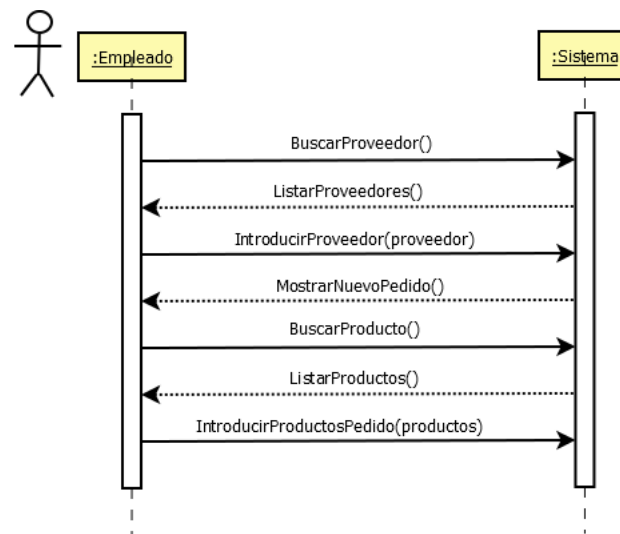 :Empleado
:Sistema
BuscarProveedor()
ListarProveedores()
IntroducirProveedor(proveedor)
MostrarNuevoPedido()
BuscarProducto()
ListarProductos()
IntroducirProductosPedido(productos)